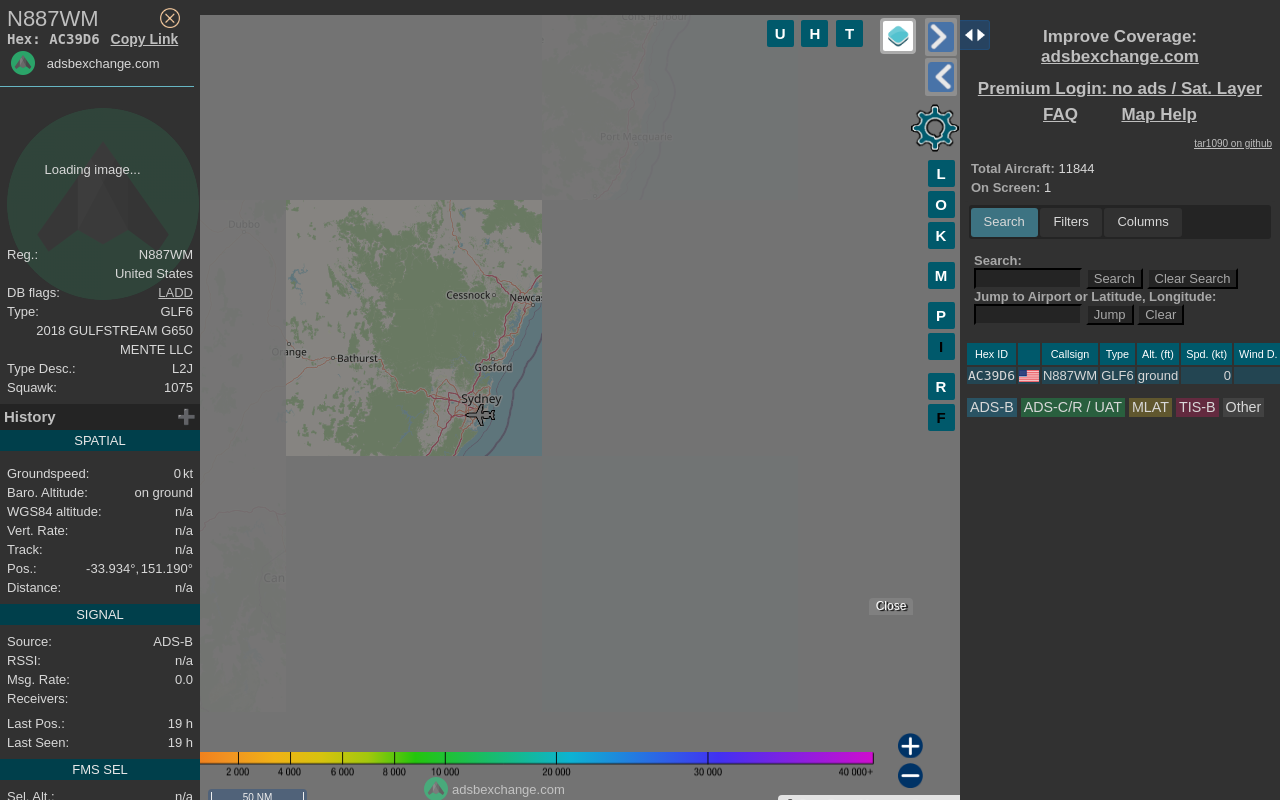 N887WM
Hex: AC39D6 Copy Link
adsbexchange.com
Loading image...
Reg.: N887WM
United States
DB flags: LADD
Type: GLF6
2018 GULFSTREAM G650
MENTE LLC
Type Desc.: L2J
Squawk: 1075
History
SPATIAL
Groundspeed: 0 kt
Baro. Altitude: on ground
WGS84 altitude: n/a
Vert. Rate: n/a
Track: n/a
Pos.: -33.934°, 151.190°
Distance: n/a
SIGNAL
Source: ADS-B
RSSI: n/a
Msg. Rate: 0.0
Receivers:
Last Pos.: 19 h
Last Seen: 19 h
FMS SEL
Sel. Alt.: n/a
U H T
Coffs Harbour
Port Macquarie
Dubbo
Cessnock
Newcas
Orange
Bathurst
Gosford
Sydney
Can
L
O
K
M
P
I
R
F
Close
2 000 4 000 6 000 8 000 10 000 20 000 30 000 40 000+
adsbexchange.com
50 NM
Improve Coverage:
adsbexchange.com
Premium Login: no ads / Sat. Layer
FAQ Map Help
tar1090 on github
Total Aircraft: 11844
On Screen: 1
Search Filters Columns
Search:
Search Clear Search
Jump to Airport or Latitude, Longitude:
Jump Clear
Hex ID Callsign Type Alt. (ft) Spd. (kt) Wind D.
AC39D6 N887WM GLF6 ground 0
ADS-B ADS-C/R / UAT MLAT TIS-B Other